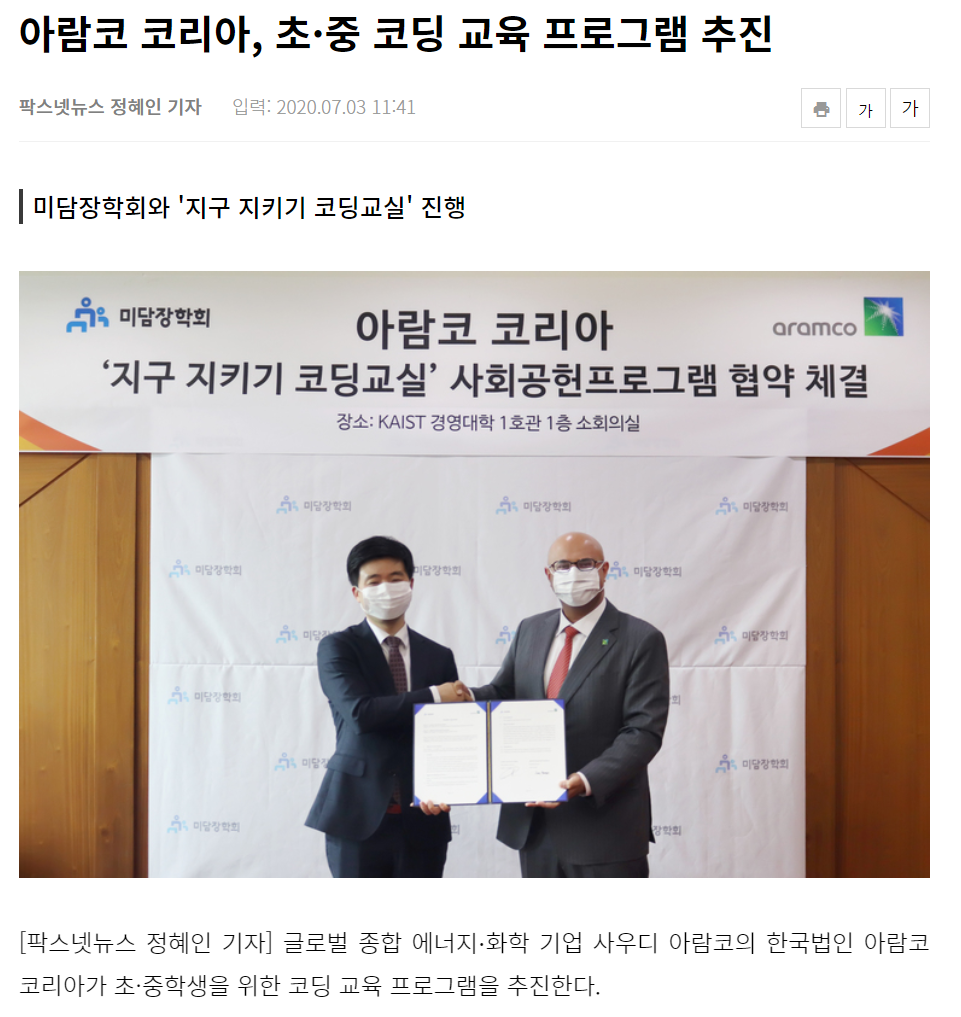 아람코 코리아, 초·중 코딩 교육 프로그램 추진
팍스넷뉴스 정혜인 기자 입력: 2020.07.03 11:41
가 가
미담장학회와 '지구 지키기 코딩교실' 진행
미담장학회
아람코 코리아
aramco
‘지구 지키기 코딩교실’ 사회공헌프로그램 협약 체결
장소: KAIST 경영대학 1호관 1층 소회의실
미담장학회 미담장학회 미담장학회
미담장학회 미담장학회 미담장학회
미담장학회
미담장학회
미담장학회
미담장학회
[팍스넷뉴스 정혜인 기자] 글로벌 종합 에너지·화학 기업 사우디 아람코의 한국법인 아람코
코리아가 초·중학생을 위한 코딩 교육 프로그램을 추진한다.